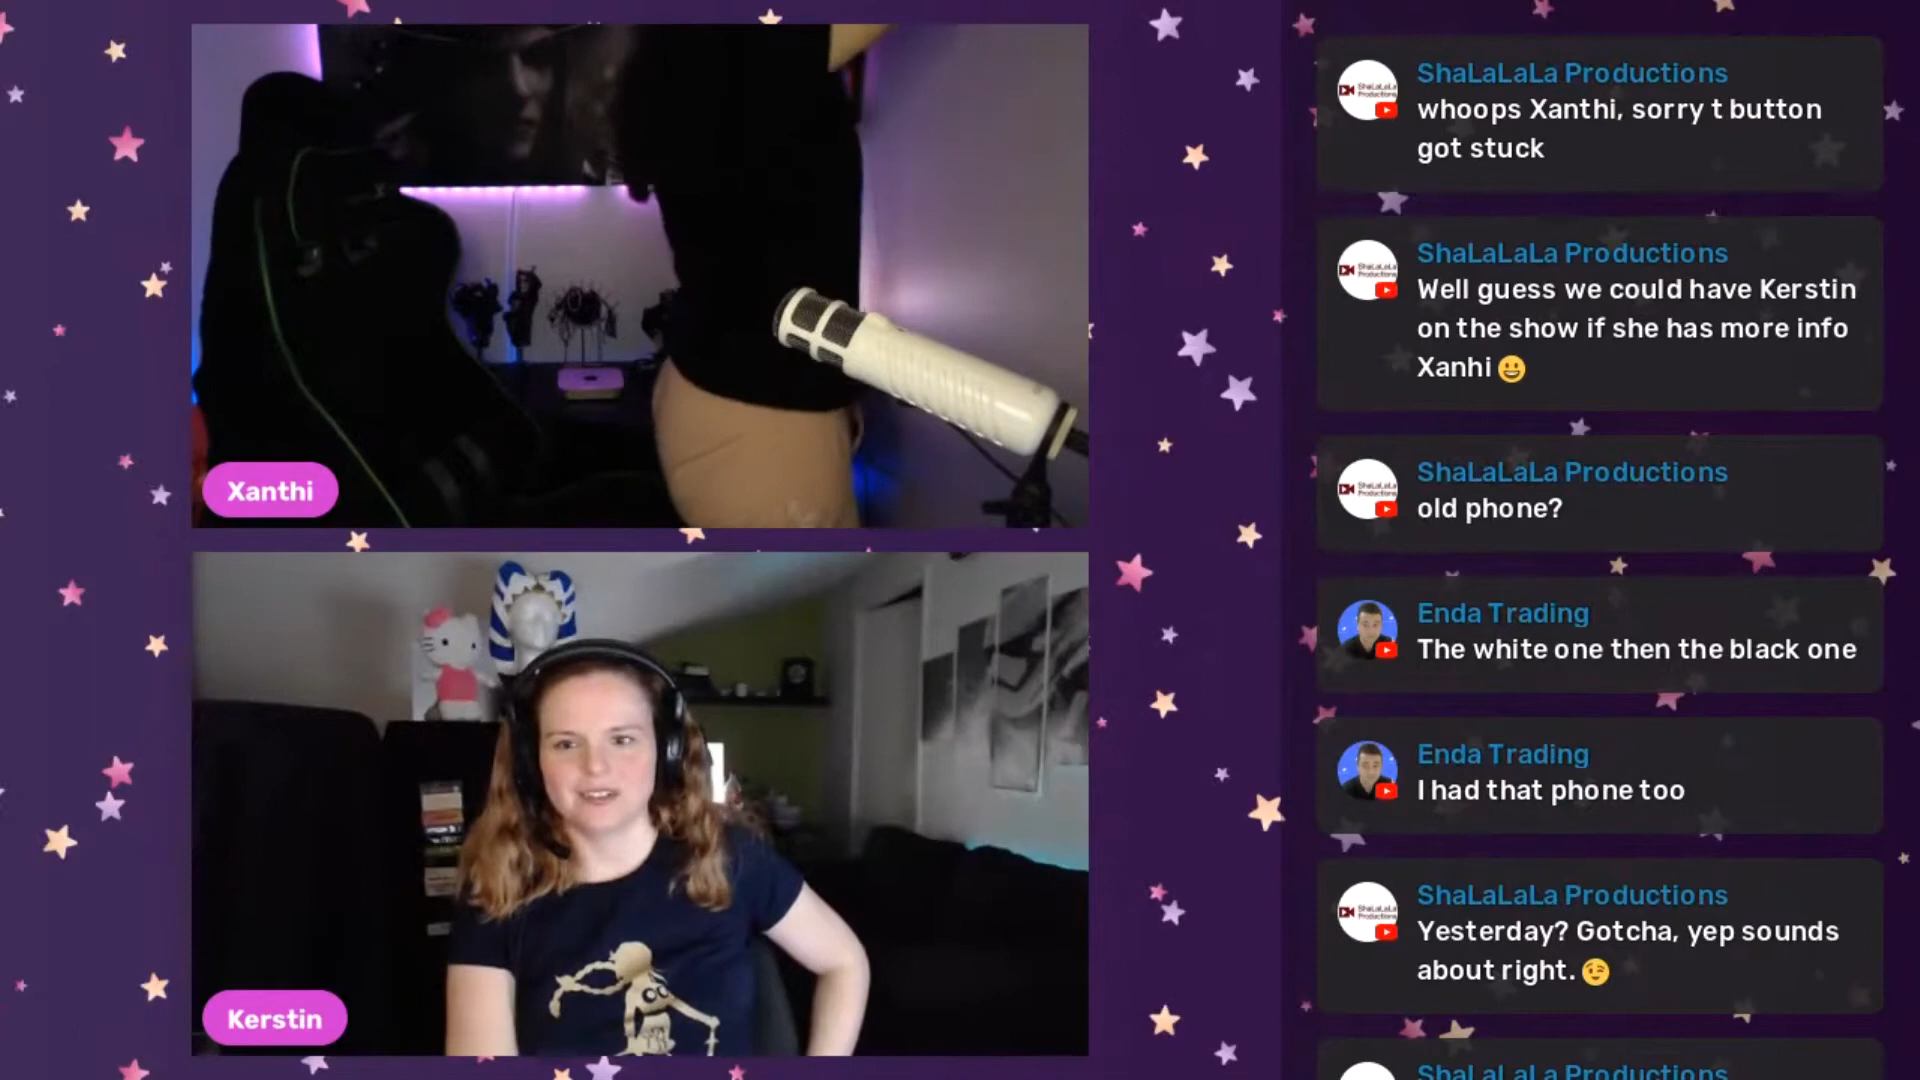 Xanthi
Kerstin
ShaLaLaLa Productions
whoops Xanthi, sorry t button
got stuck
ShaLaLaLa Productions
Well guess we could have Kerstin
on the show if she has more info
Xanhi 😀
ShaLaLaLa Productions
old phone?
Enda Trading
The white one then the black one
Enda Trading
I had that phone too
ShaLaLaLa Productions
Yesterday? Gotcha, yep sounds
about right. 😉
ShaLaLaLa Productions